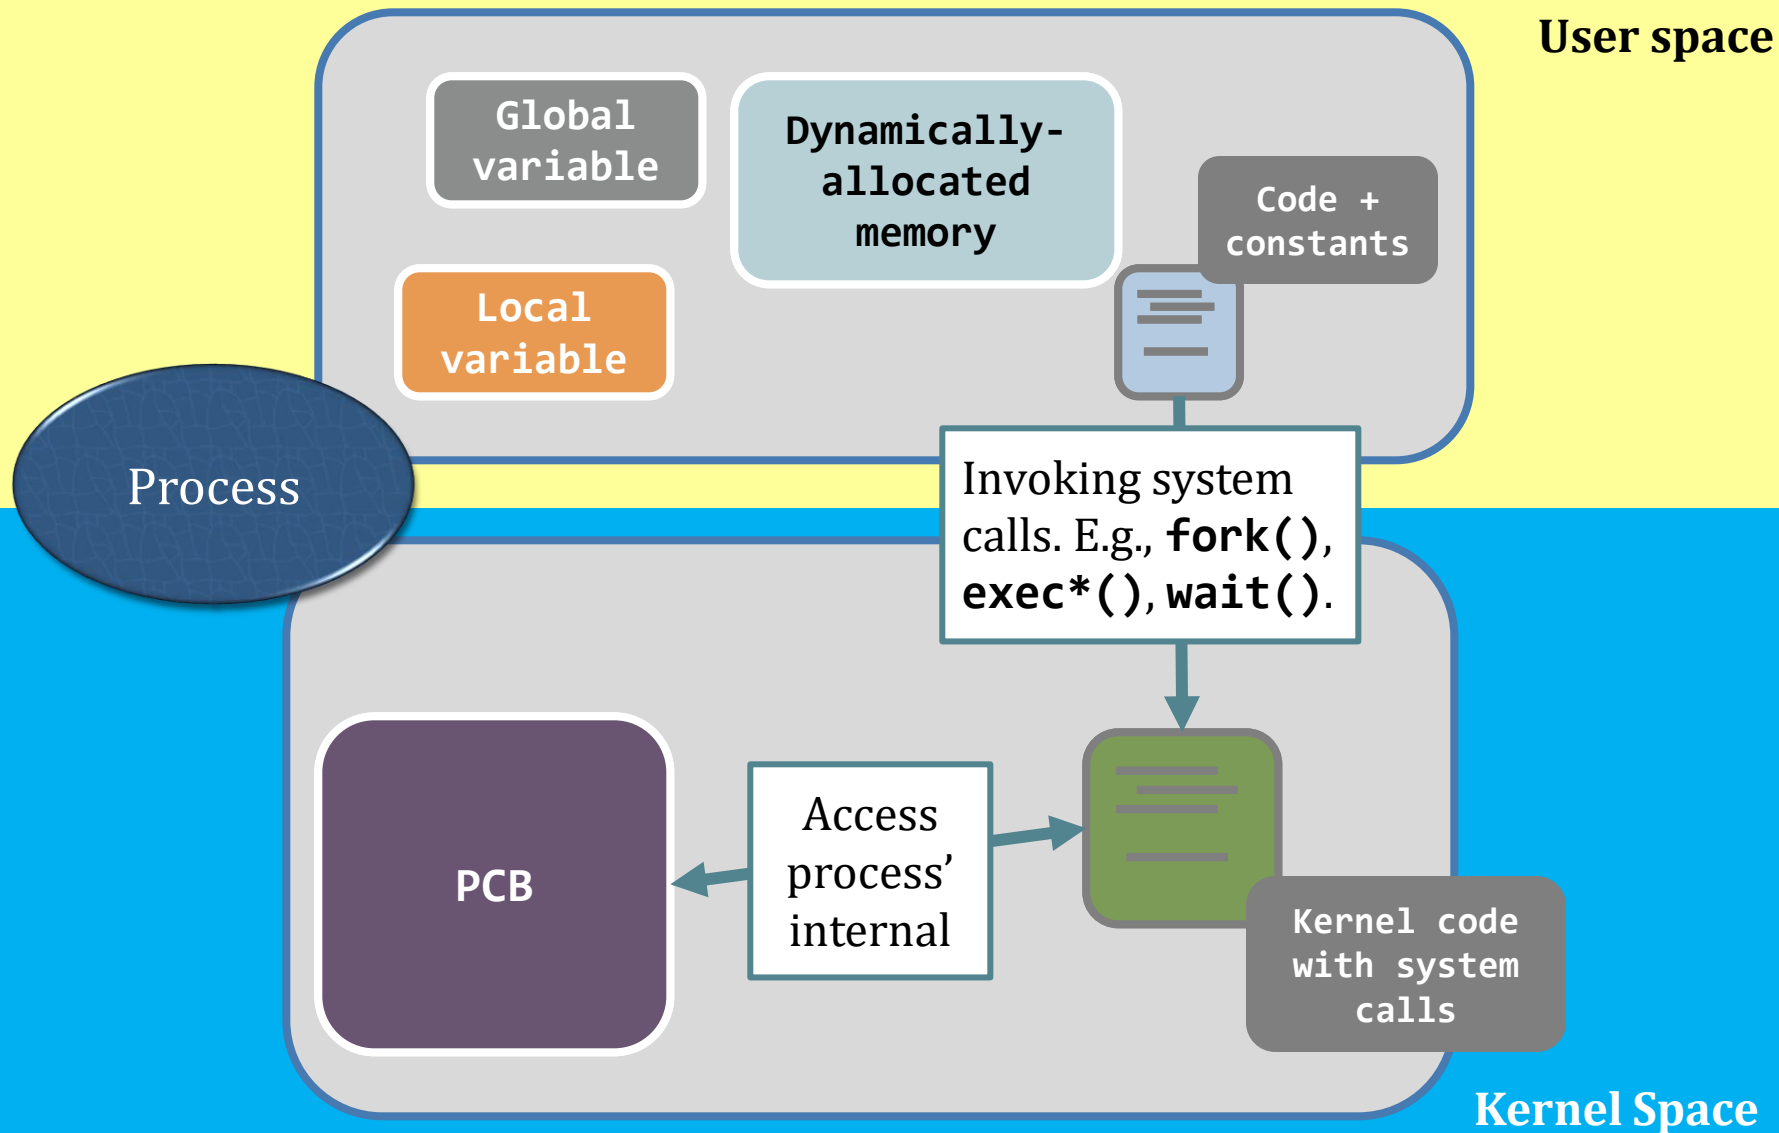 User space
Global
variable
Dynamically-
allocated
memory
Code +
constants
Local
variable
Process
Invoking system
calls. E.g., fork(),
exec*(), wait().
PCB
Access
process’
internal
Kernel code
with system
calls
Kernel Space